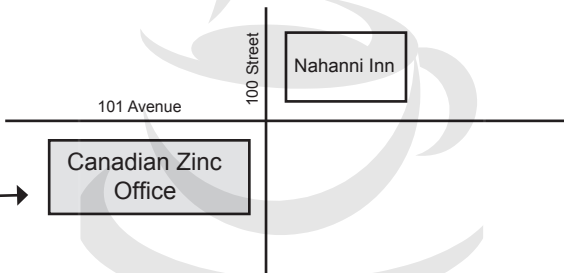 100 Street
Nahanni Inn
101 Avenue
Canadian Zinc
Office